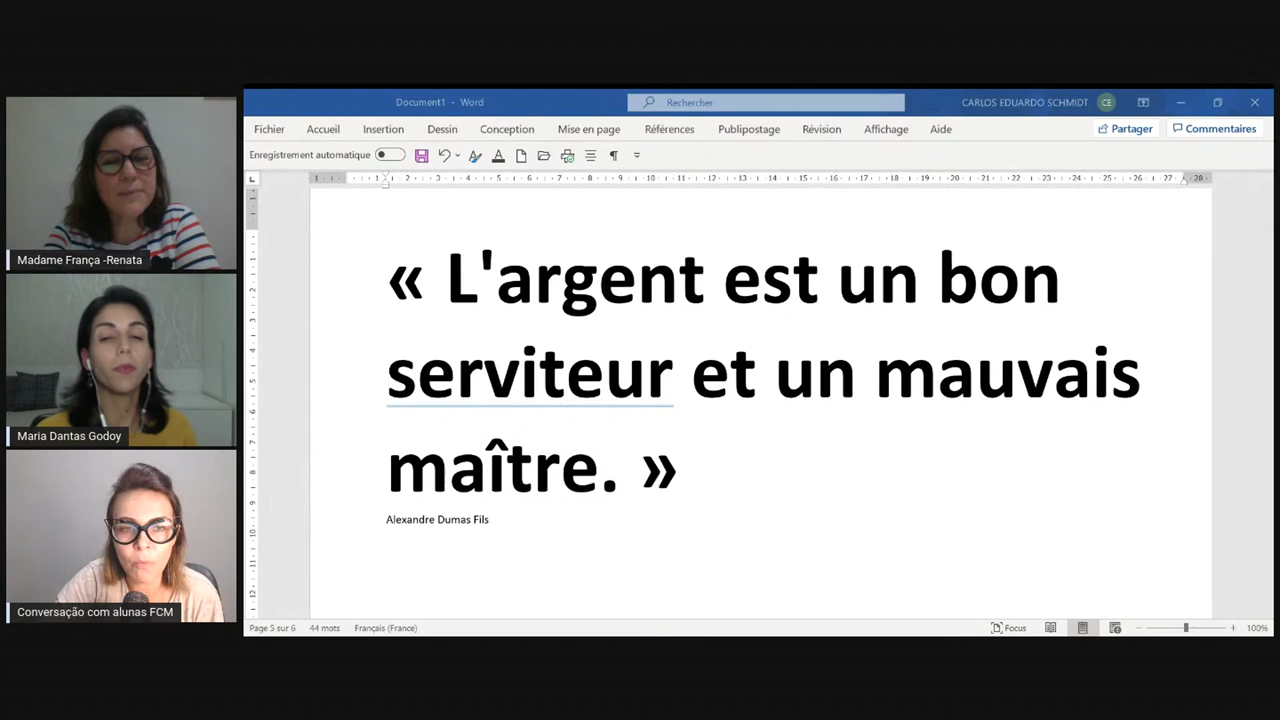 Document1 - Word
Rechercher
CARLOS EDUARDO SCHMIDT
CE
Fichier Accueil Insertion Dessin Conception Mise en page Références Publipostage Révision Affichage Aide Partager Commentaires
Enregistrement automatique
Madame França -Renata
Maria Dantas Godoy
Conversação com alunas FCM
« L'argent est un bon
serviteur et un mauvais
maître. »
Alexandre Dumas Fils
Page 5 sur 6 44 mots Français (France) Focus 100%